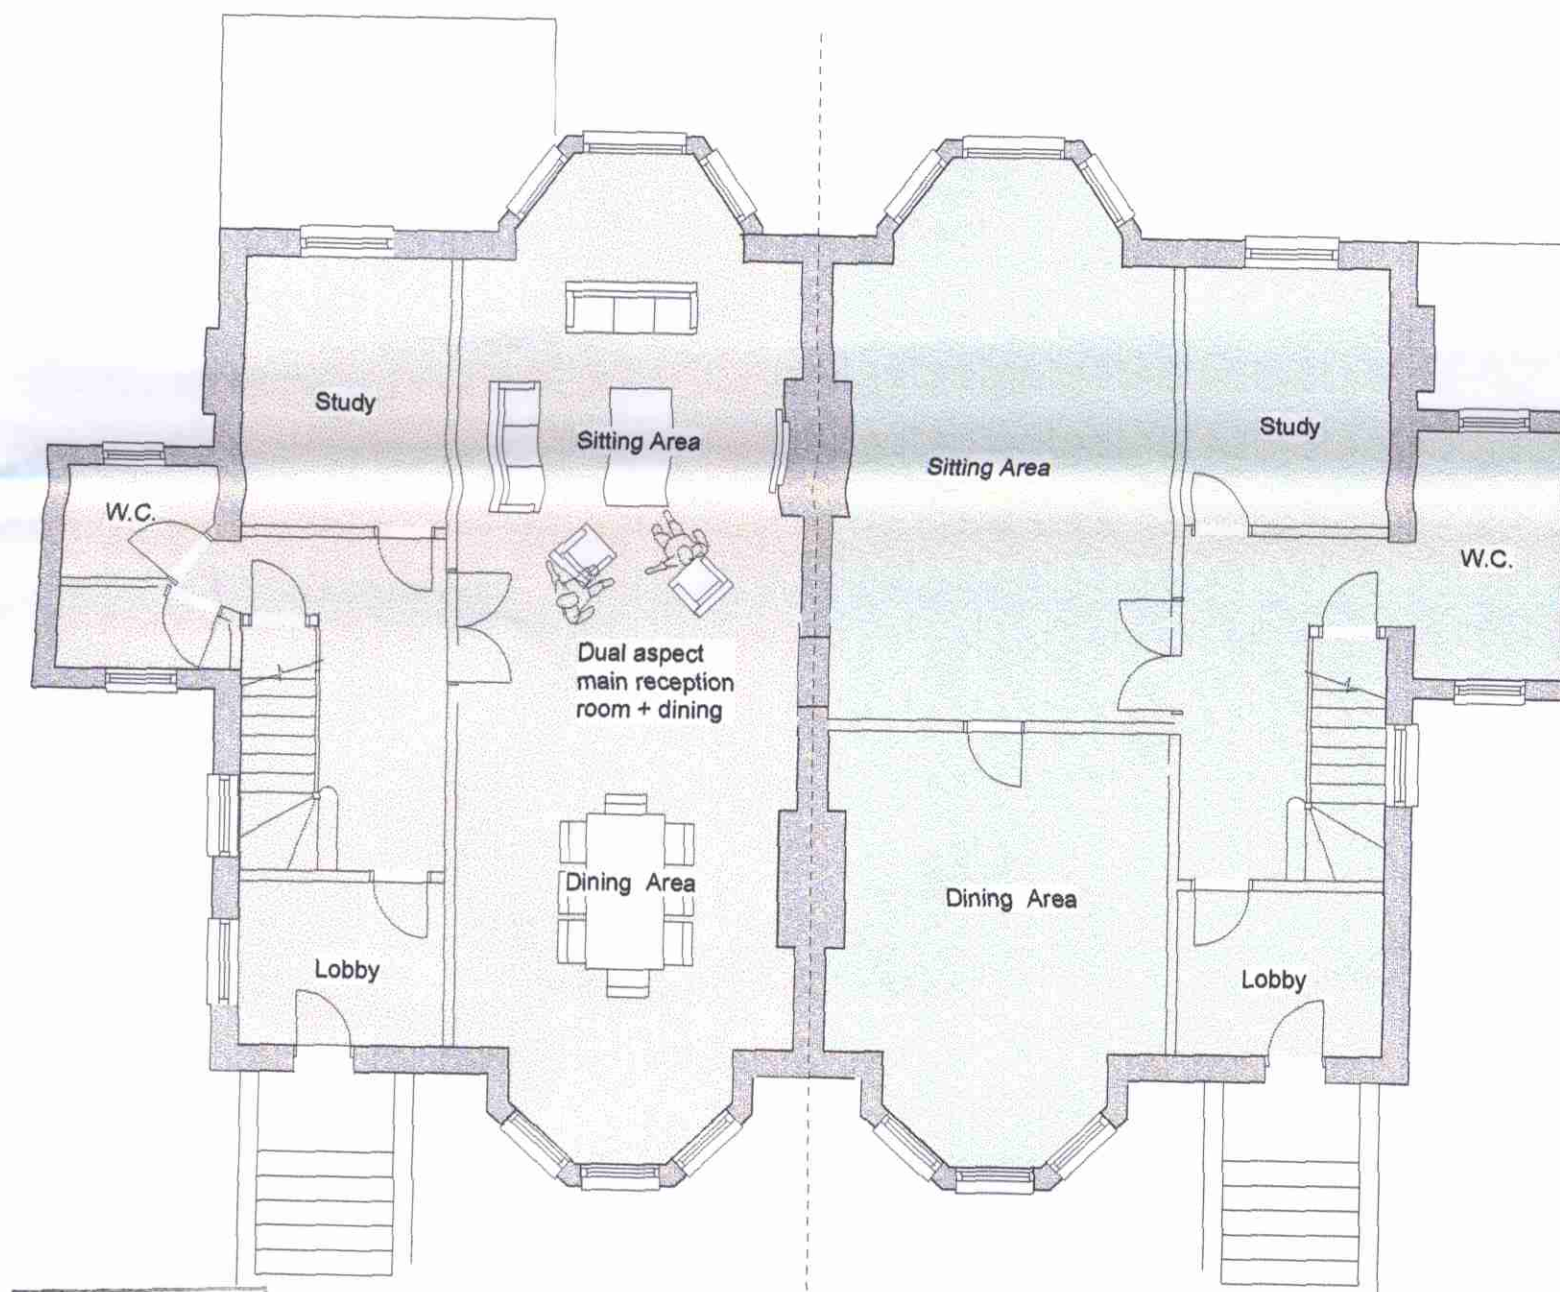 Study
Sitting Area
W.C.
Dual aspect
main reception
room + dining
Dining Area
Lobby
Sitting Area
Study
W.C.
Dining Area
Lobby